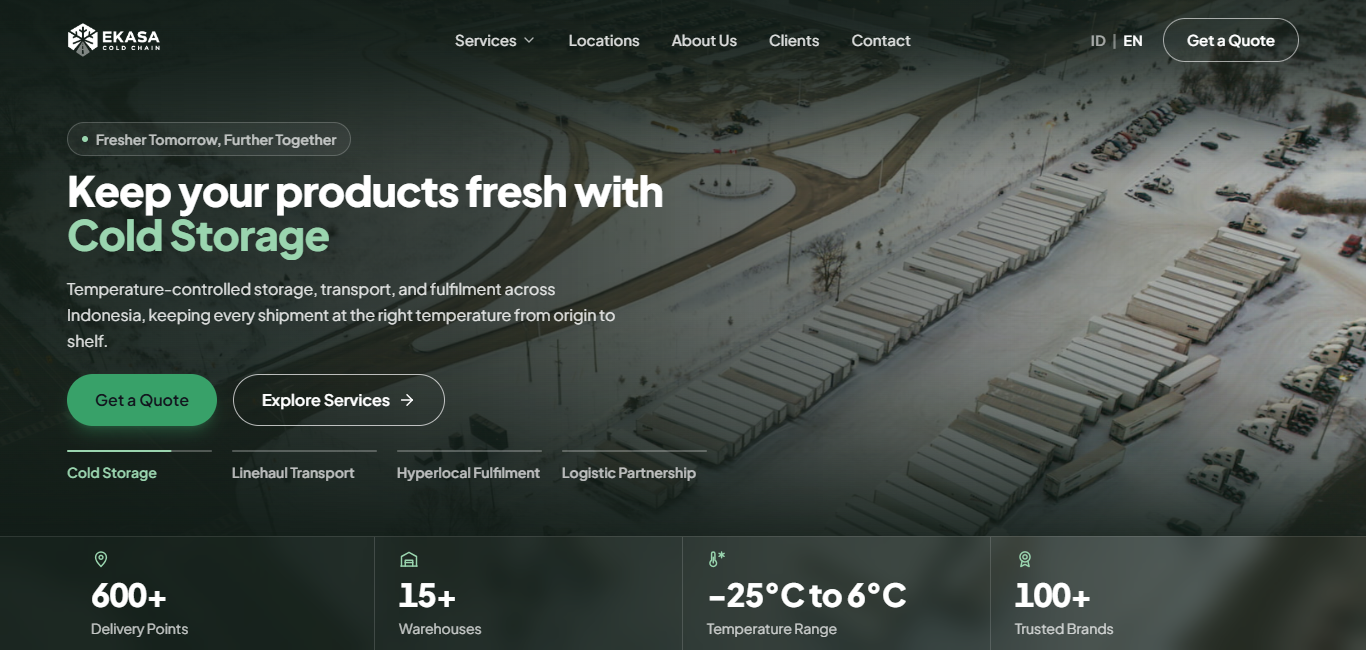 EKASA
COLD CHAIN
Services
Locations
About Us
Clients
Contact
ID | EN
Get a Quote
Fresher Tomorrow, Further Together
Keep your products fresh with
Cold Storage
Temperature-controlled storage, transport, and fulfilment across
Indonesia, keeping every shipment at the right temperature from origin to
shelf.
Get a Quote
Explore Services →
Cold Storage
Linehaul Transport
Hyperlocal Fulfilment
Logistic Partnership
600+
Delivery Points
15+
Warehouses
−25°C to 6°C
Temperature Range
100+
Trusted Brands